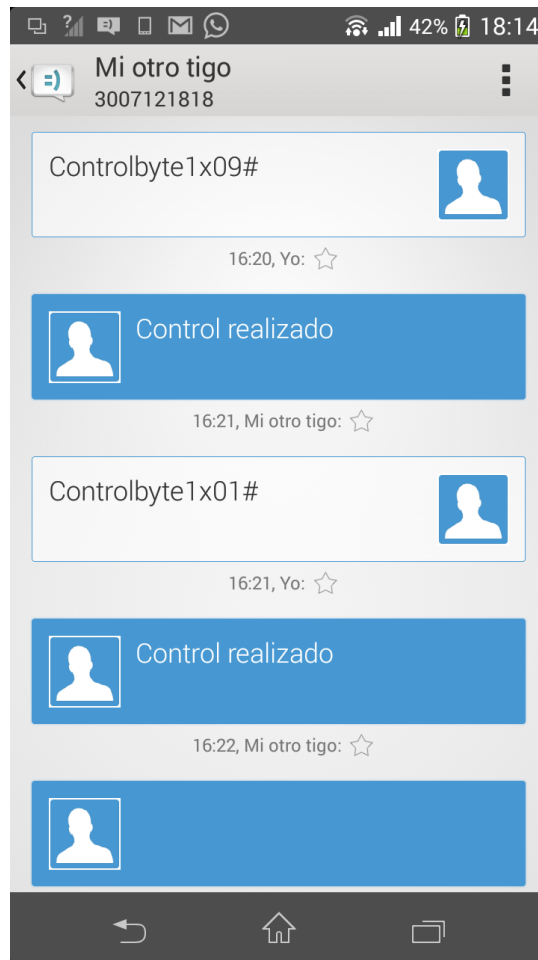 42% 18:14
Mi otro tigo
3007121818
Controlbyte1x09#
16:20, Yo:
Control realizado
16:21, Mi otro tigo:
Controlbyte1x01#
16:21, Yo:
Control realizado
16:22, Mi otro tigo: